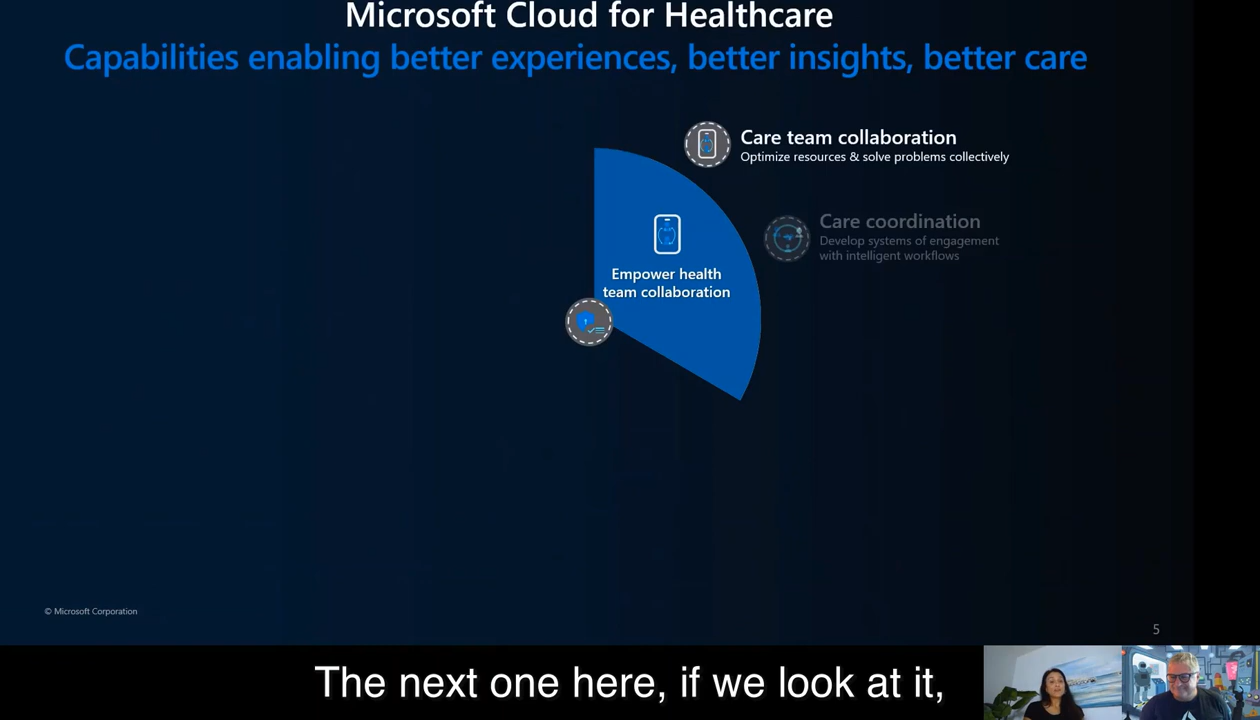 Microsoft Cloud for Healthcare
Capabilities enabling better experiences, better insights, better care
Care team collaboration
Optimize resources & solve problems collectively
Care coordination
Develop systems of engagement
with intelligent workflows
Empower health
team collaboration
© Microsoft Corporation
5
The next one here, if we look at it,